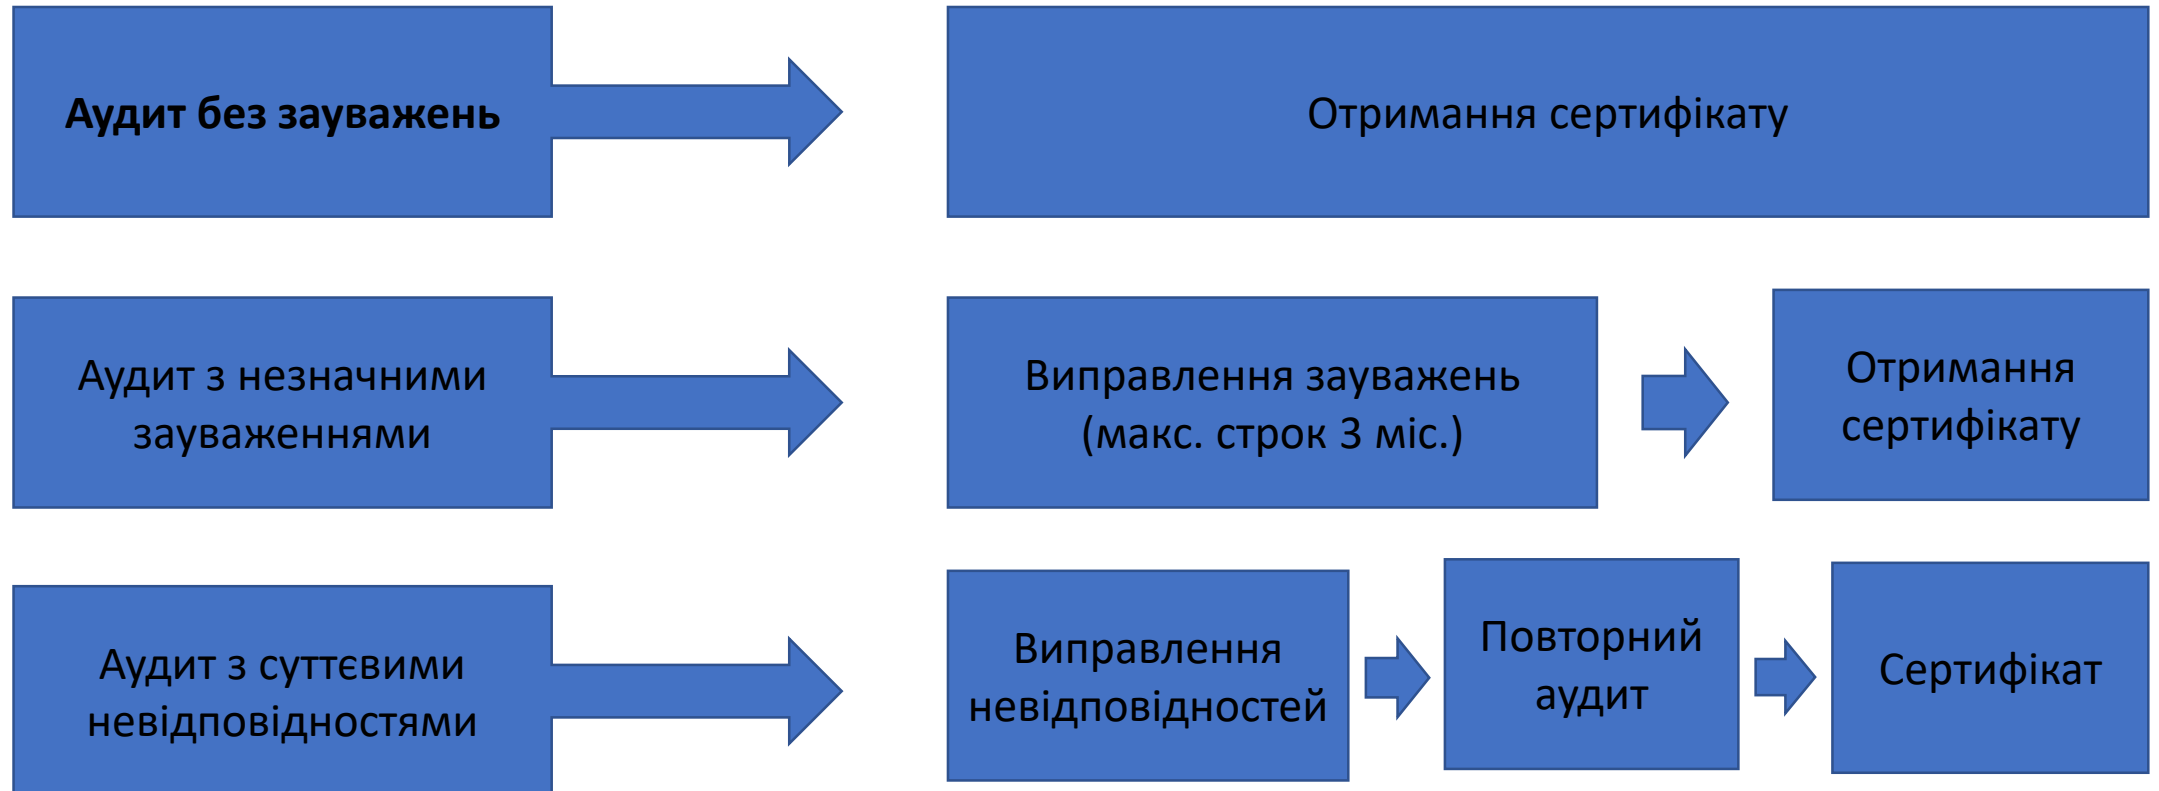 Аудит без зауважень
Отримання сертифікату
Аудит з незначними
зауваженнями
Виправлення зауважень
(макс. строк 3 міс.)
Отримання
сертифікату
Аудит з суттєвими
невідповідностями
Виправлення
невідповідностей
Повторний
аудит
Сертифікат